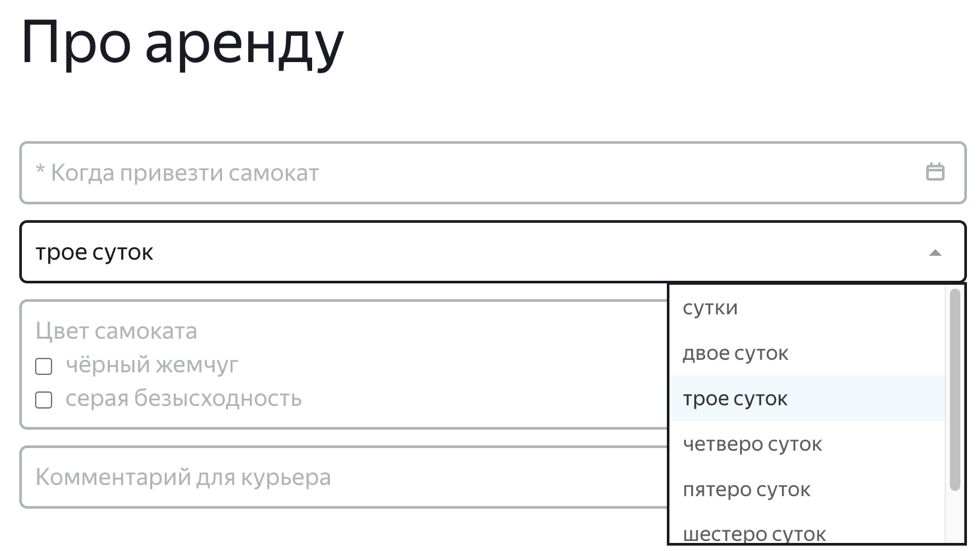 Про аренду
* Когда привезти самокат
трое суток
сутки
Цвет самоката
двое суток
чёрный жемчуг
серая безысходность
трое суток
четверо суток
Комментарий для курьера
пятеро суток
шестеро суток